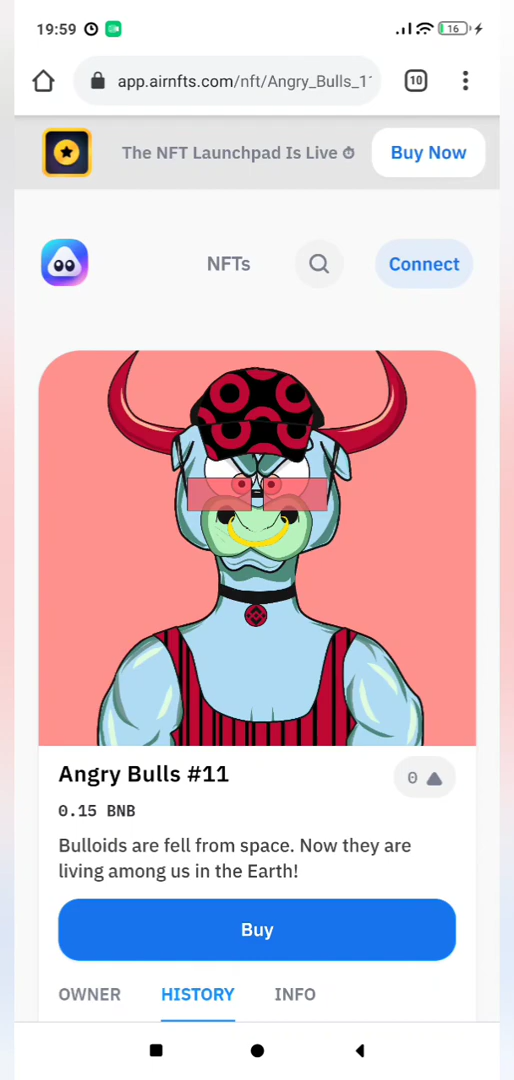 19:59
16
app.airnfts.com/nft/Angry_Bulls_1
10
The NFT Launchpad Is Live
Buy Now
NFTs
Connect
Angry Bulls #11
0
0.15 BNB
Bulloids are fell from space. Now they are
living among us in the Earth!
Buy
OWNER HISTORY INFO